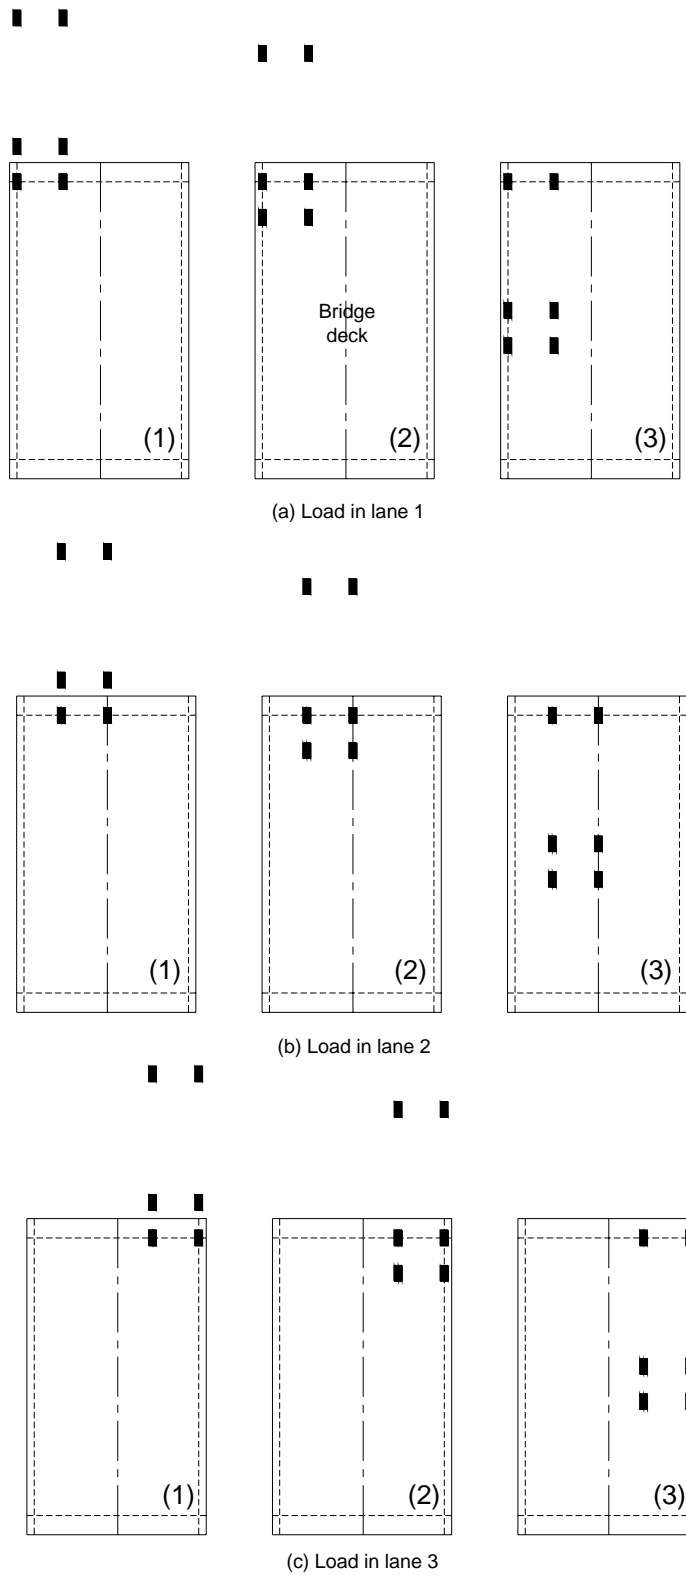 Bridge
deck
(1)
(2)
(3)
(a) Load in lane 1
(1)
(2)
(3)
(b) Load in lane 2
(1)
(2)
(3)
(c) Load in lane 3